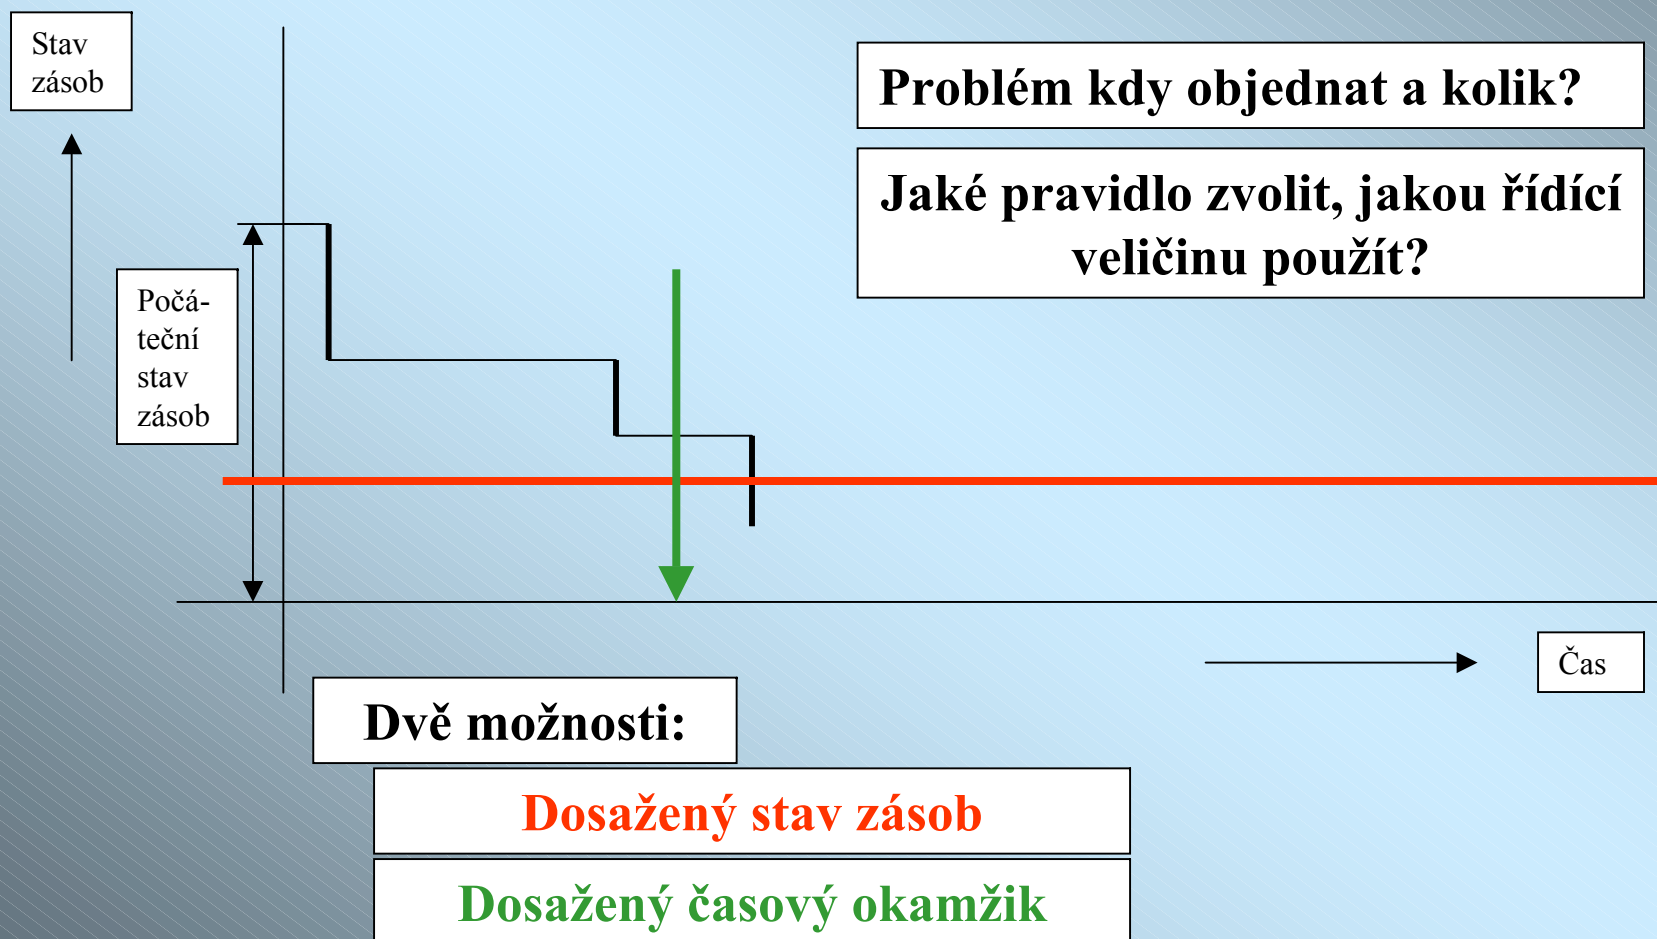 Stav
zásob
Problém kdy objednat a kolik?
Jaké pravidlo zvolit, jakou řídící
veličinu použít?
Počá-
teční
stav
zásob
Čas
Dvě možnosti:
Dosažený stav zásob
Dosažený časový okamžik